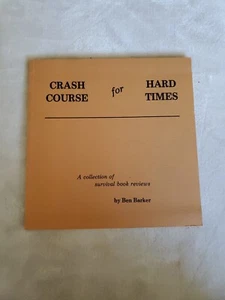 CRASH COURSE for HARD TIMES
A collection of
survival book reviews
by Ben Barker